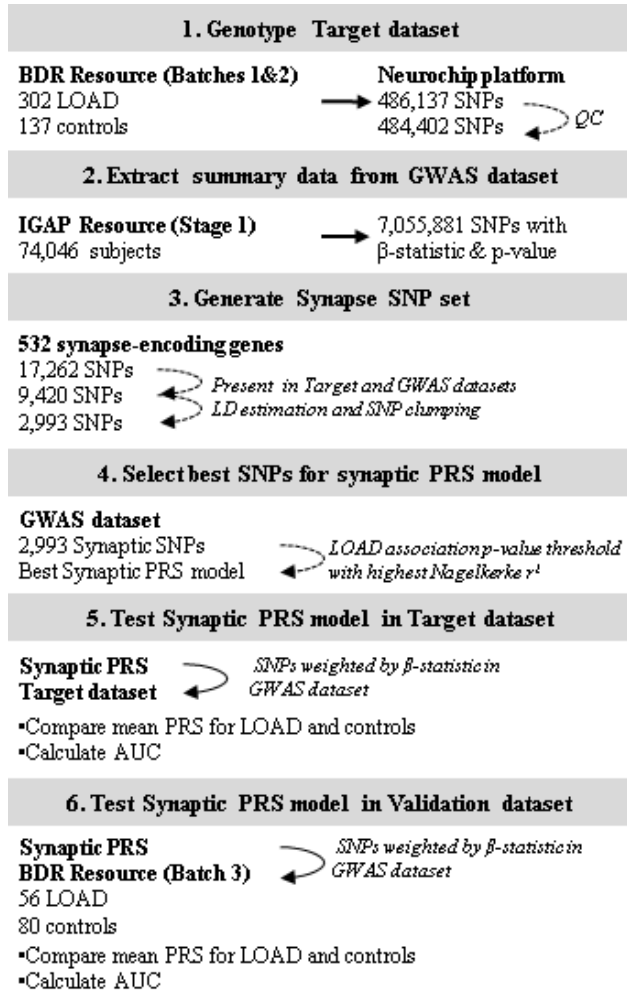 1. Genotype Target dataset
BDR Resource (Batches 1&2)
302 LOAD
137 controls
Neurochip platform
486,137 SNPs
484,402 SNPs
QC
2. Extract summary data from GWAS dataset
IGAP Resource (Stage 1)
74,046 subjects
7,055,881 SNPs with
β-statistic & p-value
3. Generate Synapse SNP set
532 synapse-encoding genes
17,262 SNPs
9,420 SNPs
2,993 SNPs
Present in Target and GWAS datasets
LD estimation and SNP clumping
4. Select best SNPs for synaptic PRS model
GWAS dataset
2,993 Synaptic SNPs
Best Synaptic PRS model
LOAD association p-value threshold
with highest Nagelkerke r²
5. Test Synaptic PRS model in Target dataset
Synaptic PRS
Target dataset
SNPs weighted by β-statistic in
GWAS dataset
▪Compare mean PRS for LOAD and controls
▪Calculate AUC
6. Test Synaptic PRS model in Validation dataset
Synaptic PRS
BDR Resource (Batch 3)
56 LOAD
80 controls
SNPs weighted by β-statistic in
GWAS dataset
▪Compare mean PRS for LOAD and controls
▪Calculate AUC